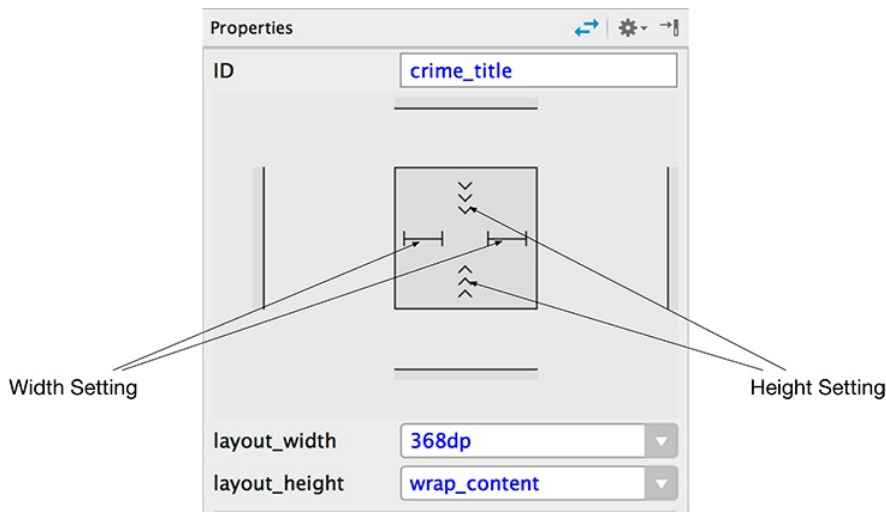 Properties
ID
crime_title
Width Setting
Height Setting
layout_width
368dp
layout_height
wrap_content